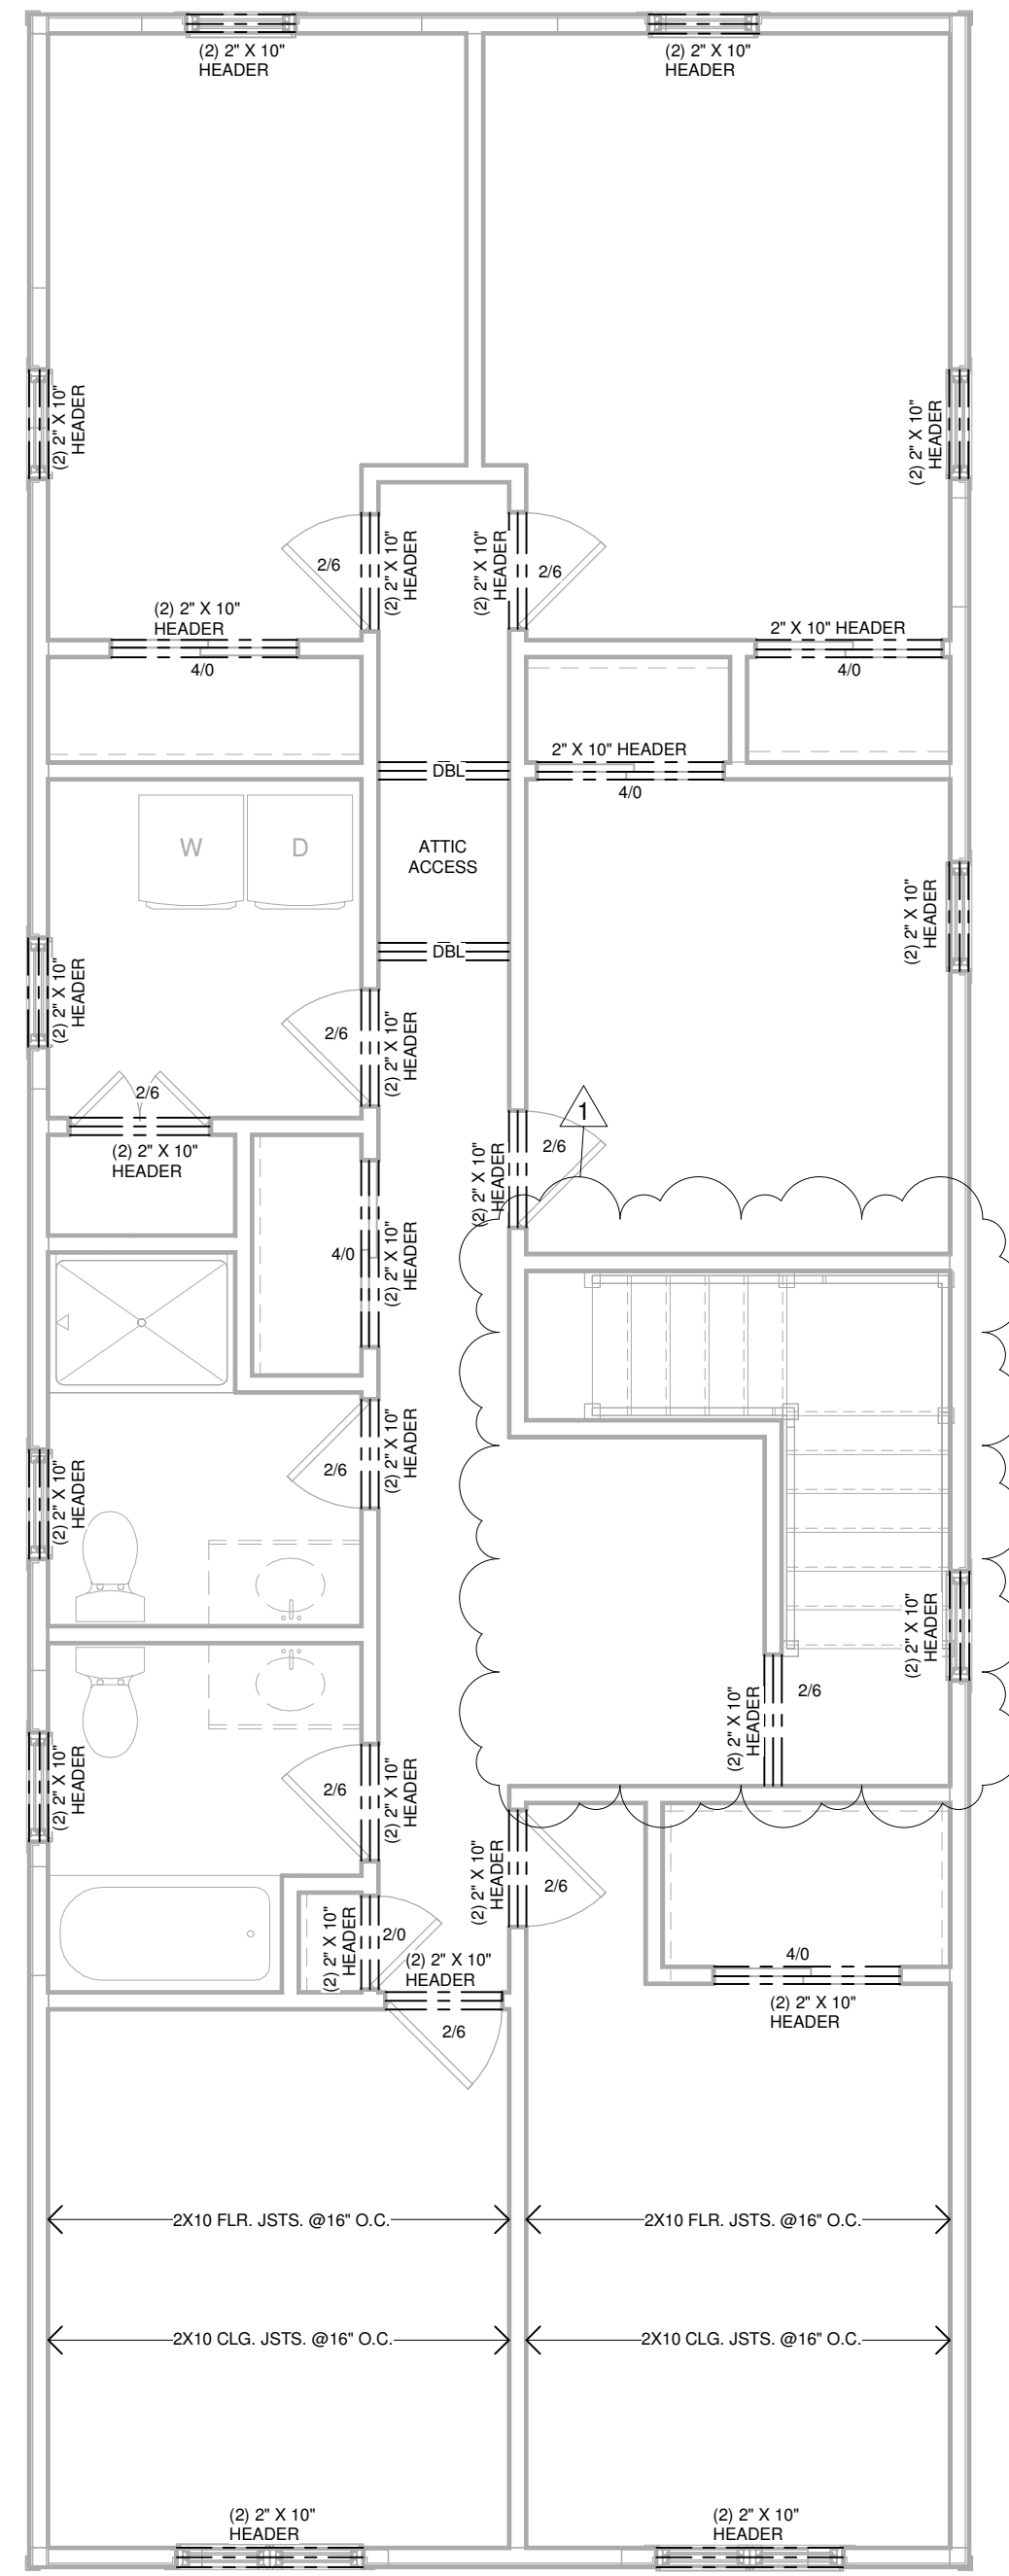 (2) 2" X 10"
HEADER
(2) 2" X 10"
HEADER
(2) 2" X 10"
HEADER
(2) 2" X 10"
HEADER
2/6
(2) 2" X 10"
HEADER
(2) 2" X 10"
HEADER
2/6
(2) 2" X 10"
HEADER
4/0
2" X 10" HEADER
4/0
2" X 10" HEADER
4/0
DBL
W
D
ATTIC
ACCESS
(2) 2" X 10"
HEADER
DBL
(2) 2" X 10"
HEADER
2/6
(2) 2" X 10"
HEADER
2/6
(2) 2" X 10"
HEADER
1
2/6
(2) 2" X 10"
HEADER
4/0
(2) 2" X 10"
HEADER
2/6
(2) 2" X 10"
HEADER
(2) 2" X 10"
HEADER
(2) 2" X 10"
HEADER
2/6
(2) 2" X 10"
HEADER
(2) 2" X 10"
HEADER
2/6
(2) 2" X 10"
HEADER
(2) 2" X 10"
HEADER
2/6
(2) 2" X 10"
HEADER
2/0
(2) 2" X 10"
HEADER
2/6
4/0
(2) 2" X 10"
HEADER
2X10 FLR. JSTS. @16" O.C.
2X10 FLR. JSTS. @16" O.C.
2X10 CLG. JSTS. @16" O.C.
2X10 CLG. JSTS. @16" O.C.
(2) 2" X 10"
HEADER
(2) 2" X 10"
HEADER